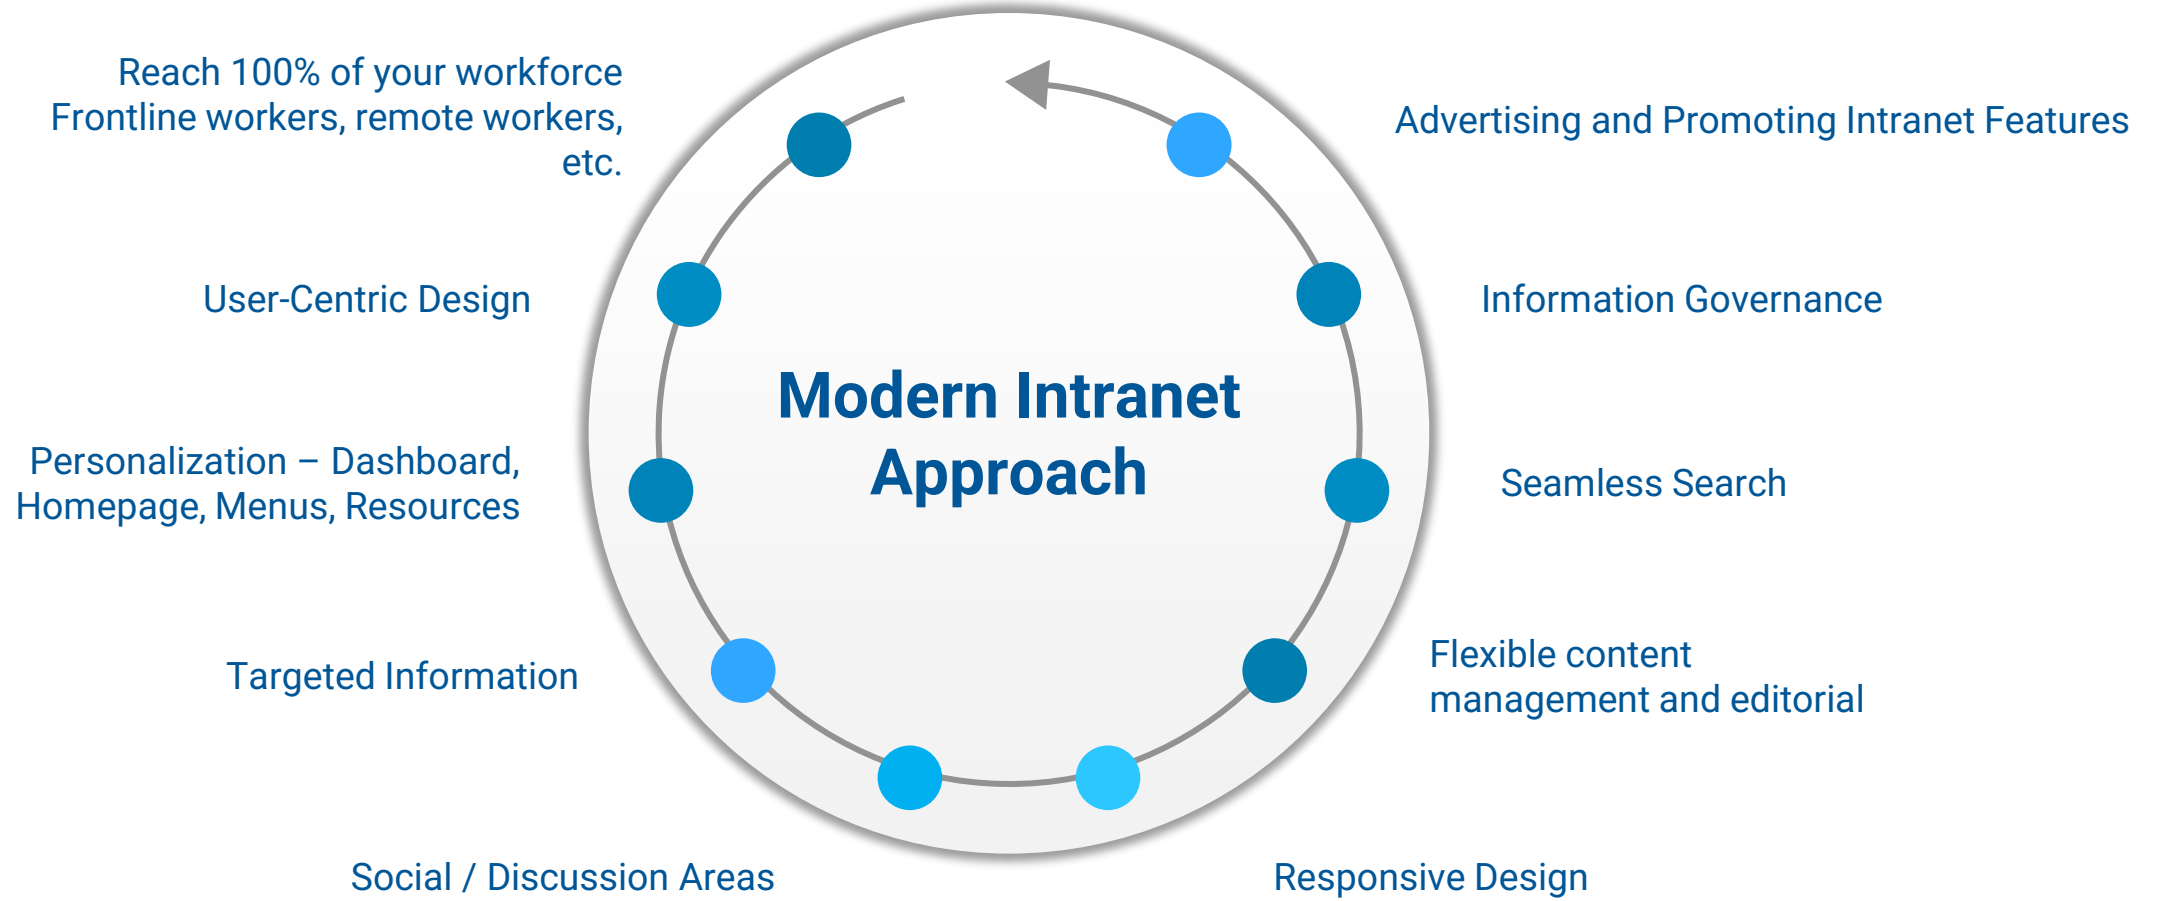 Reach 100% of your workforce
Frontline workers, remote workers,
etc.
User-Centric Design
Personalization – Dashboard,
Homepage, Menus, Resources
Targeted Information
Social / Discussion Areas
Modern Intranet
Approach
Advertising and Promoting Intranet Features
Information Governance
Seamless Search
Flexible content
management and editorial
Responsive Design